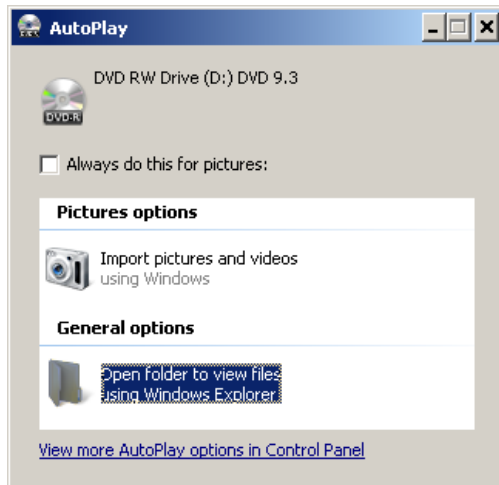 AutoPlay
DVD RW Drive (D:) DVD 9.3
DVD-R
Always do this for pictures:
Pictures options
Import pictures and videos
using Windows
General options
Open folder to view files
using Windows Explorer
View more AutoPlay options in Control Panel